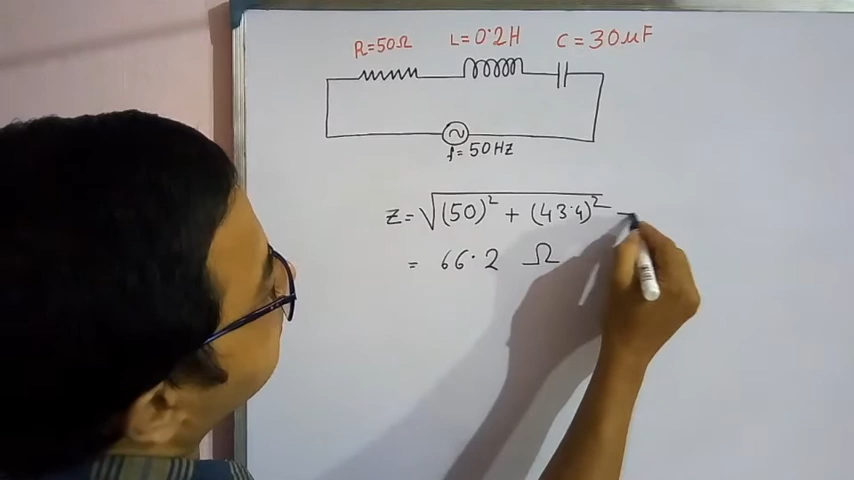 R=50Ω L=0.2H C=30μF
f=50Hz
Z=√(50)² + (43.4)²
= 66.2 Ω